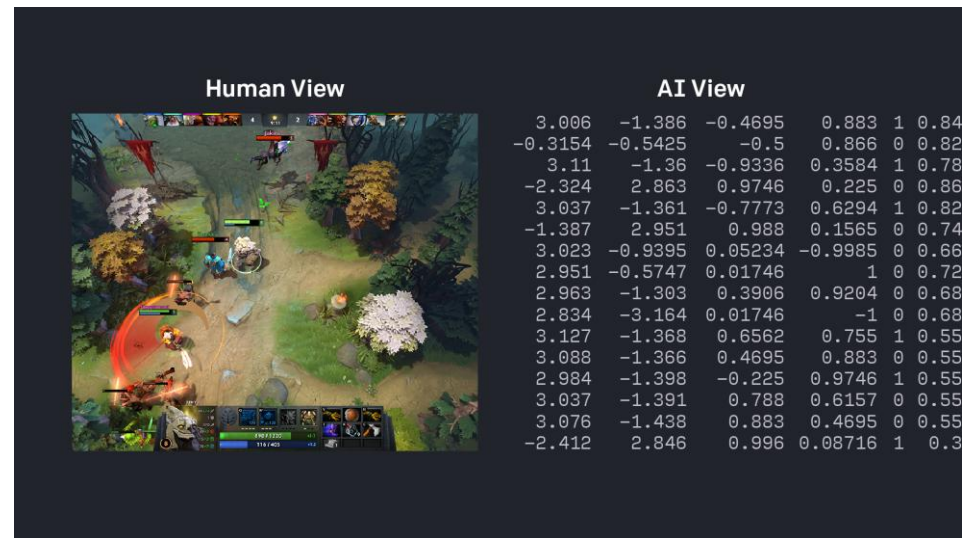 Human View
AI View
4 2
3.006 −1.386 −0.4695 0.883 1 0.84
−0.3154 −0.5425 −0.5 0.866 0 0.82
3.11 −1.36 −0.9336 0.3584 1 0.78
−2.324 2.863 0.9746 0.225 0 0.86
3.037 −1.361 −0.7773 0.6294 1 0.82
−1.387 2.951 0.988 0.1565 0 0.74
3.023 −0.9395 0.05234 −0.9985 0 0.66
2.951 −0.5747 0.01746 1 0 0.72
2.963 −1.303 0.3906 0.9204 0 0.68
2.834 −3.164 0.01746 −1 0 0.68
3.127 −1.368 0.6562 0.755 1 0.55
3.088 −1.366 0.4695 0.883 0 0.55
2.984 −1.398 −0.225 0.9746 1 0.55
3.037 −1.391 0.788 0.6157 0 0.55
3.076 −1.438 0.883 0.4695 0 0.55
−2.412 2.846 0.996 0.08716 1 0.3